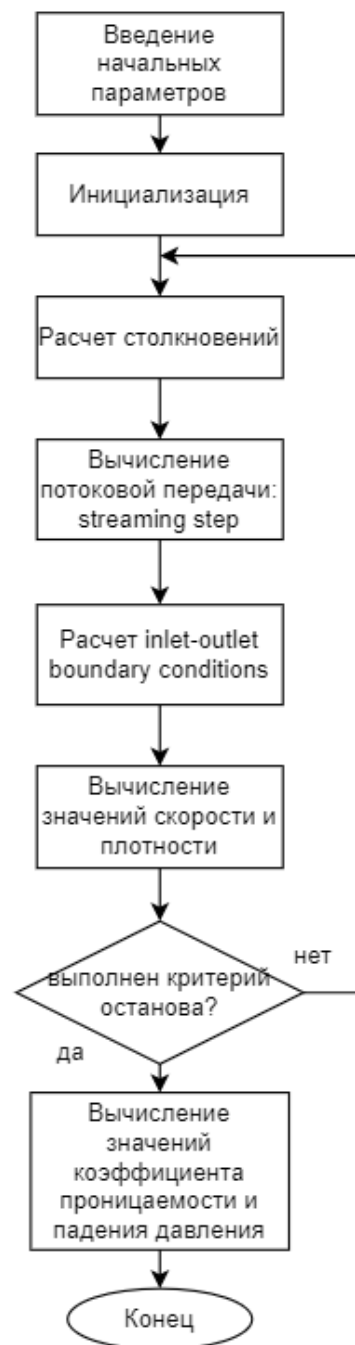 Введение
начальных
параметров
Инициализация
Расчет столкновений
Вычисление
потоковой передачи:
streaming step
Расчет inlet-outlet
boundary conditions
Вычисление
значений скорости и
плотности
выполнен критерий
останова?
нет
да
Вычисление
значений
коэффициента
проницаемости и
падения давления
Конец